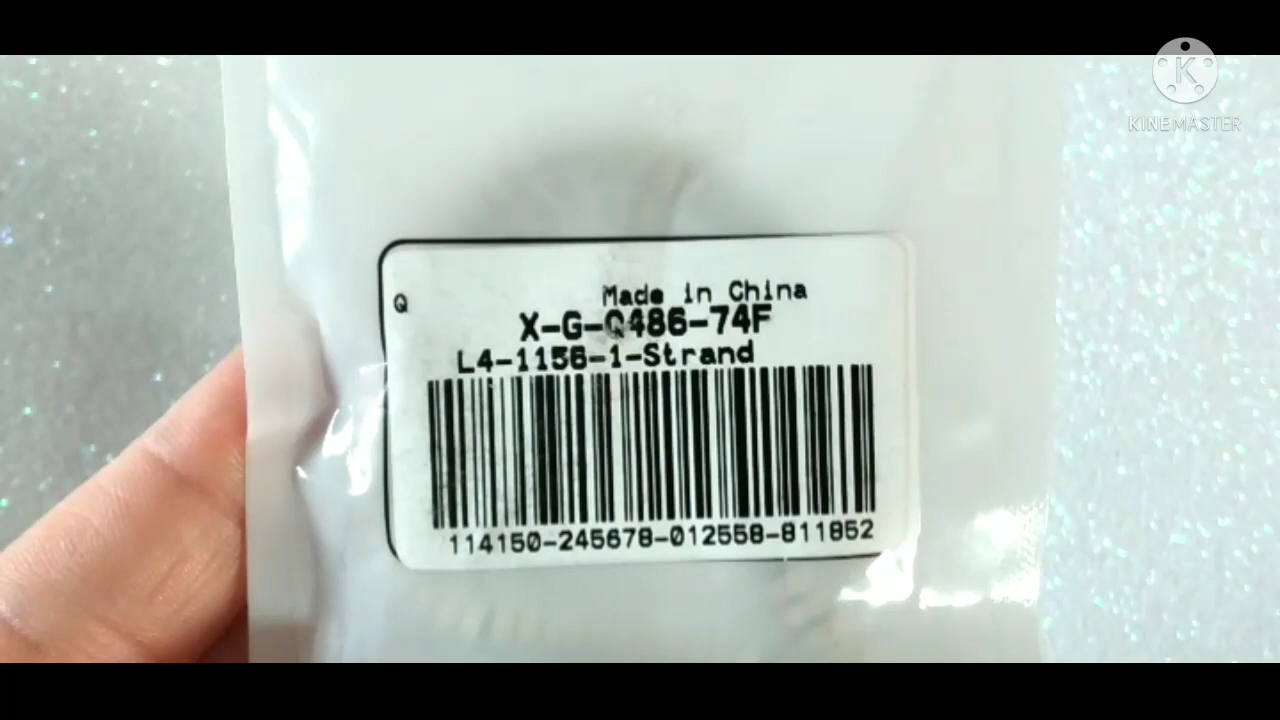 K
KINEMASTER
Made in China
Q
X-G-Q486-74F
L4-1156-1-Strand
114150-245678-012558-811852